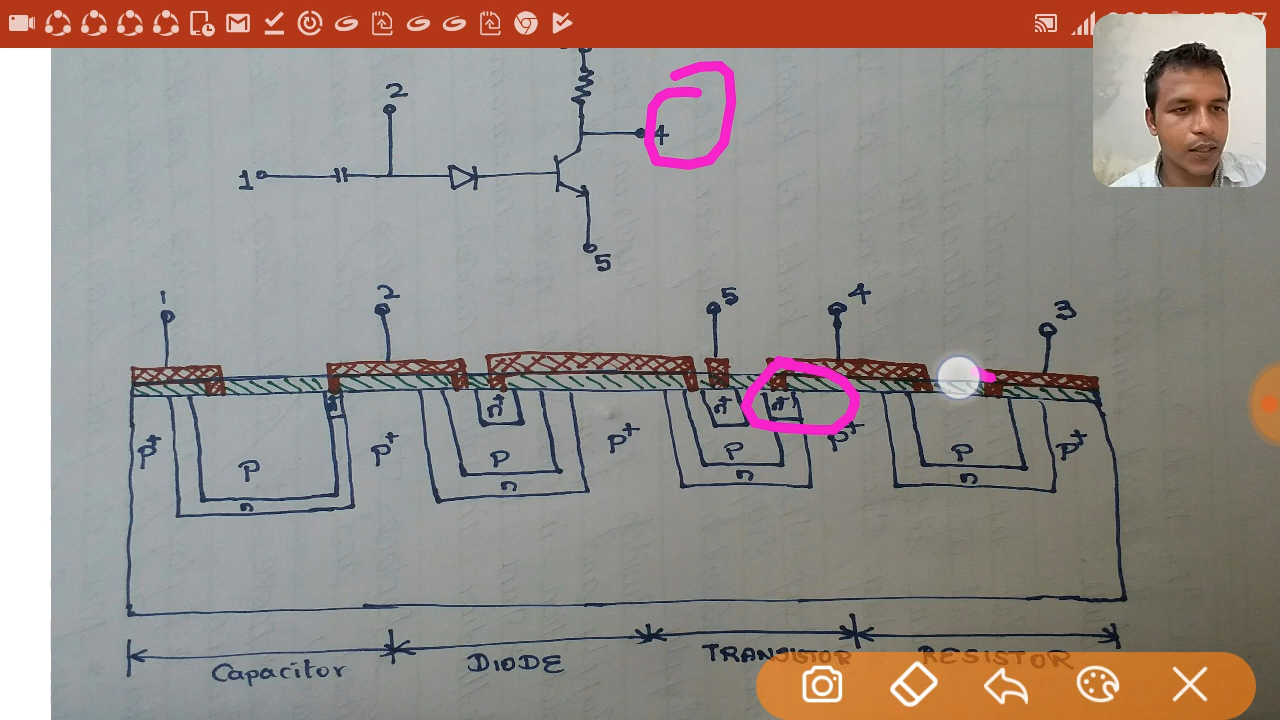 2
4
1
5
1
2
5
4
3
n⁺
n⁺
n⁺
p⁺
p
n
p⁺
p
n
p⁺
p
n
p⁺
p
n
p⁺
Capacitor
DIODE
TRANSISTOR
RESISTOR